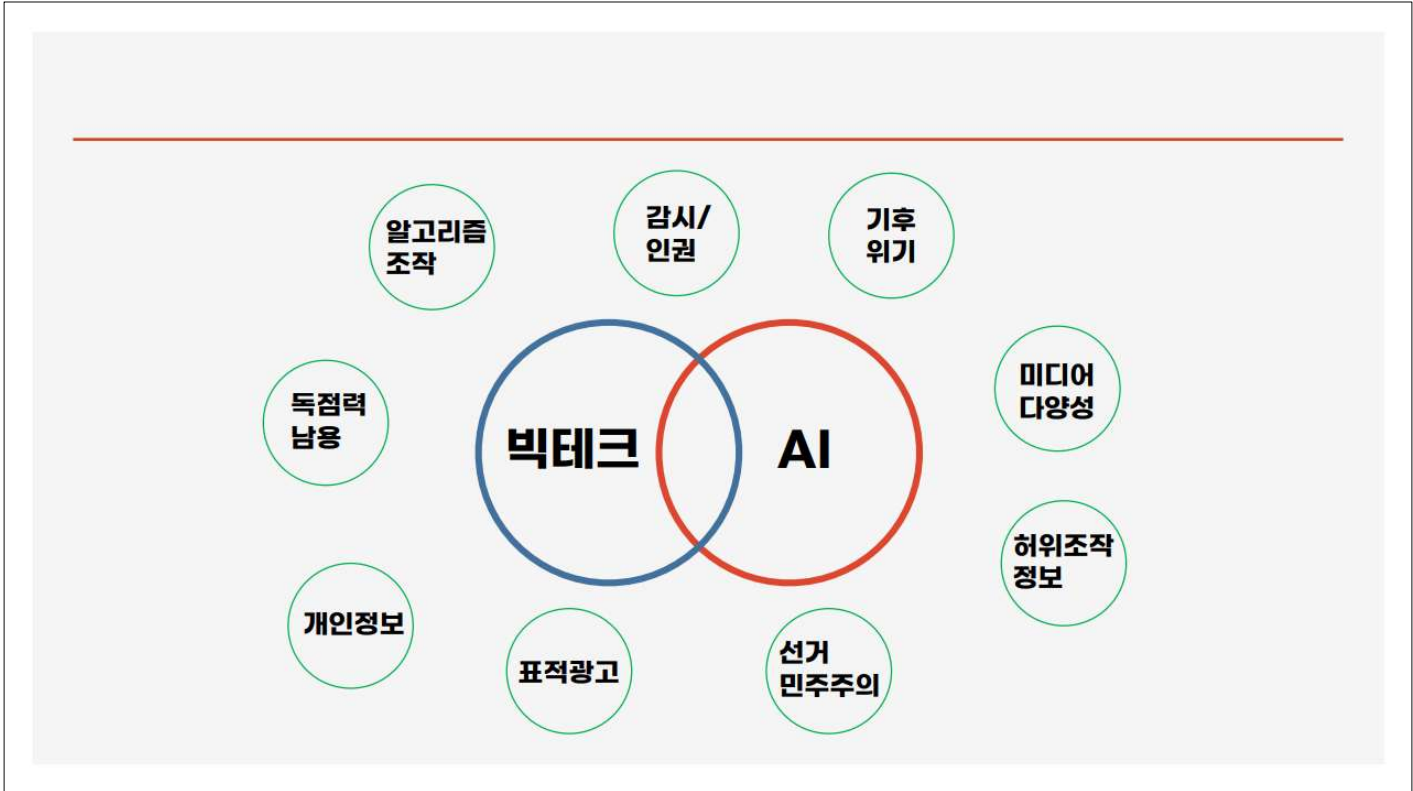 알고리즘
조작
감시/
인권
기후
위기
독점력
남용
빅테크
AI
미디어
다양성
허위조작
정보
개인정보
표적광고
선거
민주주의